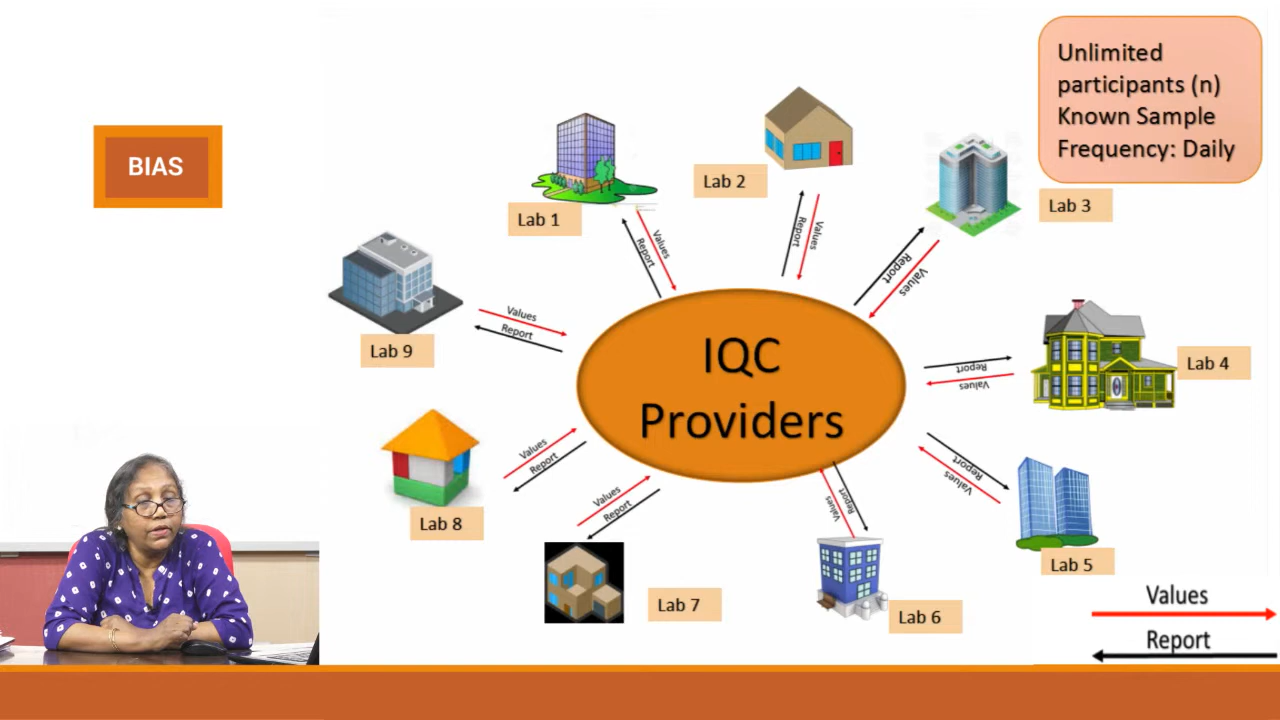 BIAS
Unlimited
participants (n)
Known Sample
Frequency: Daily
Lab 1
Lab 2
Lab 3
Lab 4
Lab 5
Lab 6
Lab 7
Lab 8
Lab 9
IQC
Providers
Values
Report
Values
Report
Values
Report
Values
Report
Values
Report
Values
Report
Values
Report
Values
Report
Values
Report
Values
Report